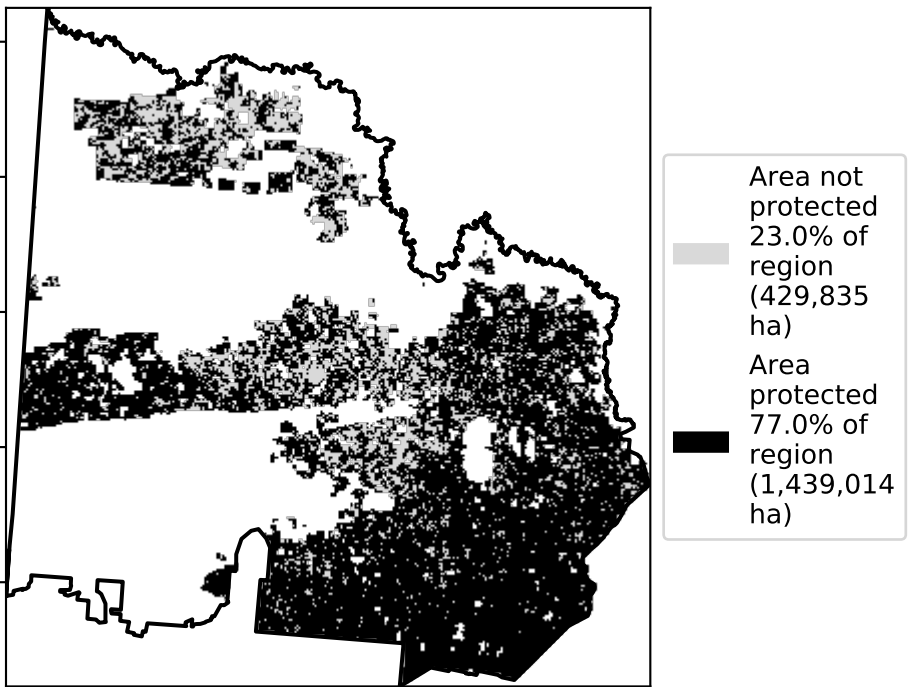 Area not
protected
23.0% of
region
(429,835
ha)
Area
protected
77.0% of
region
(1,439,014
ha)